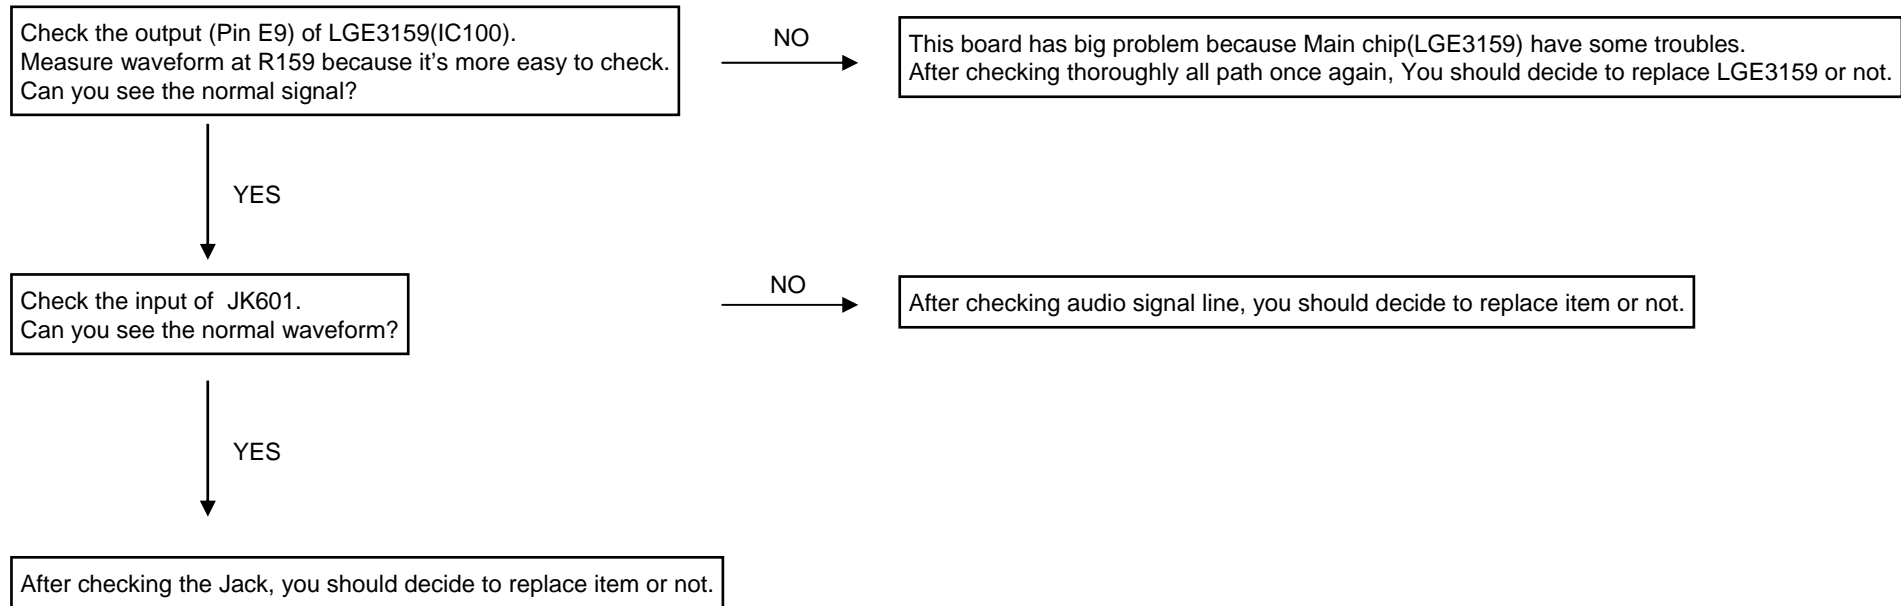 Check the output (Pin E9) of LGE3159(IC100).
Measure waveform at R159 because it's more easy to check.
Can you see the normal signal?
NO
This board has big problem because Main chip(LGE3159) have some troubles.
After checking thoroughly all path once again, You should decide to replace LGE3159 or not.
YES
Check the input of  JK601.
Can you see the normal waveform?
NO
After checking audio signal line, you should decide to replace item or not.
YES
After checking the Jack, you should decide to replace item or not.